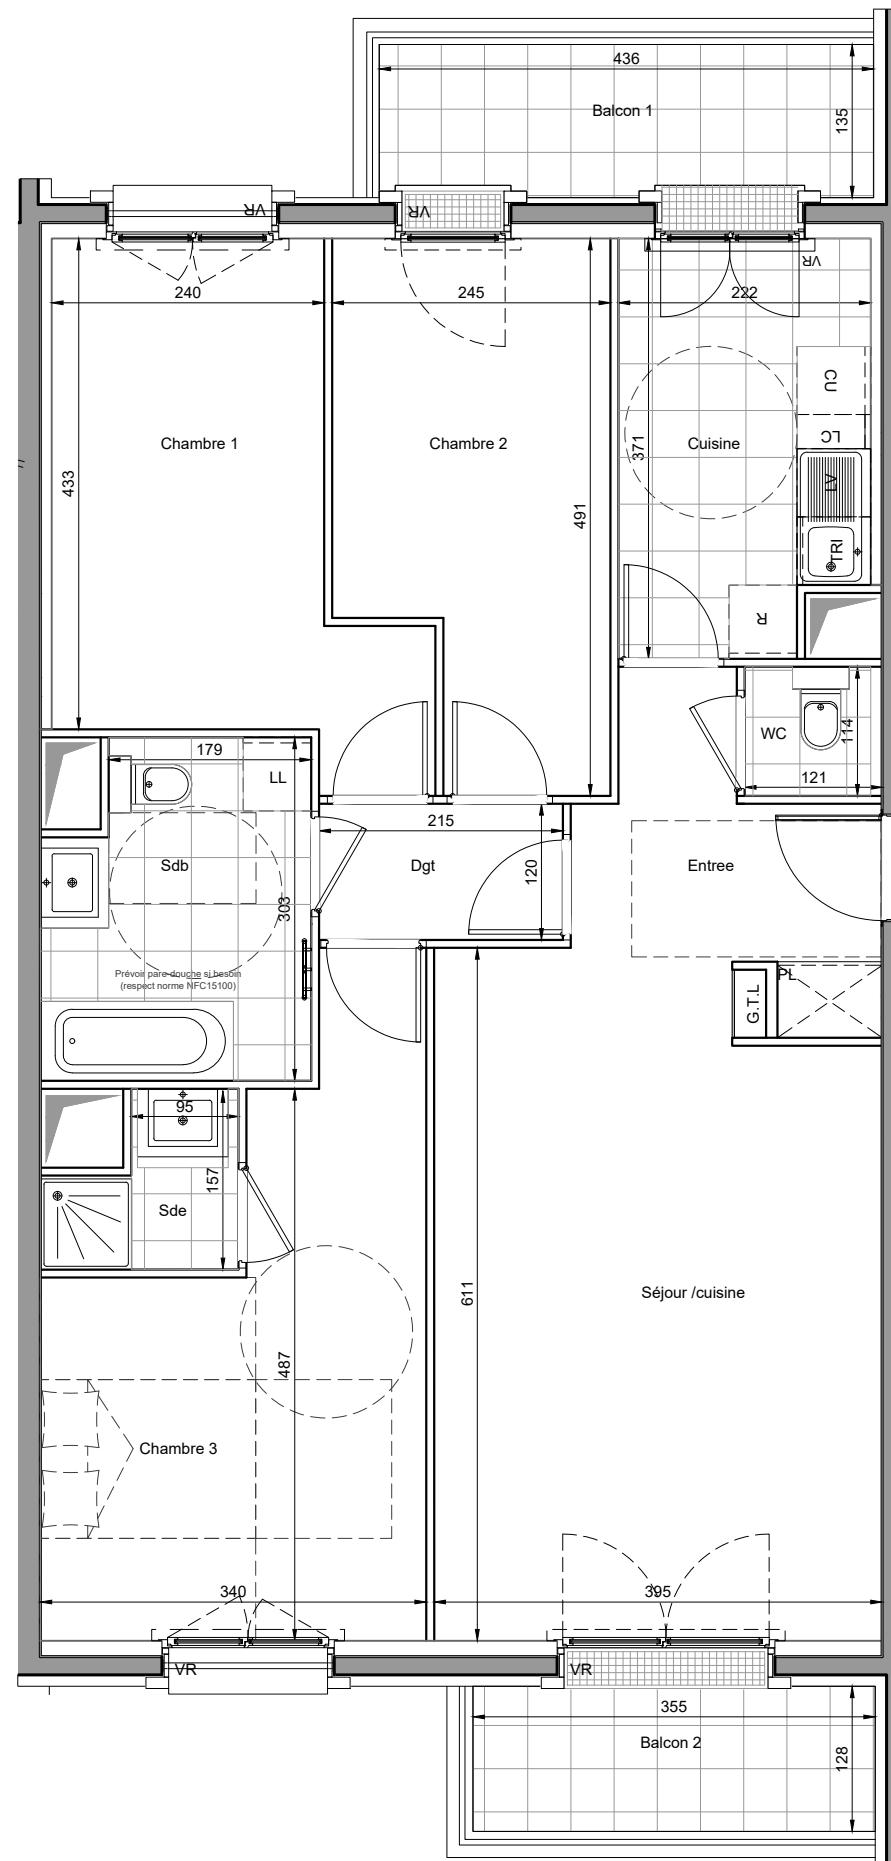 436
Balcon 1
135
VR
VR
VR
240
245
222
CU
LC
Chambre 1
Chambre 2
Cuisine
371
433
LV
491
TRI
R
WC
114
179
LL
121
215
Sdb
Dgt
120
Entree
303
Prévoir pare-douche si besoin
(respect norme NFC15100)
PL
G.T.L
95
157
Sde
611
Séjour /cuisine
487
Chambre 3
340
395
VR
VR
355
Balcon 2
128